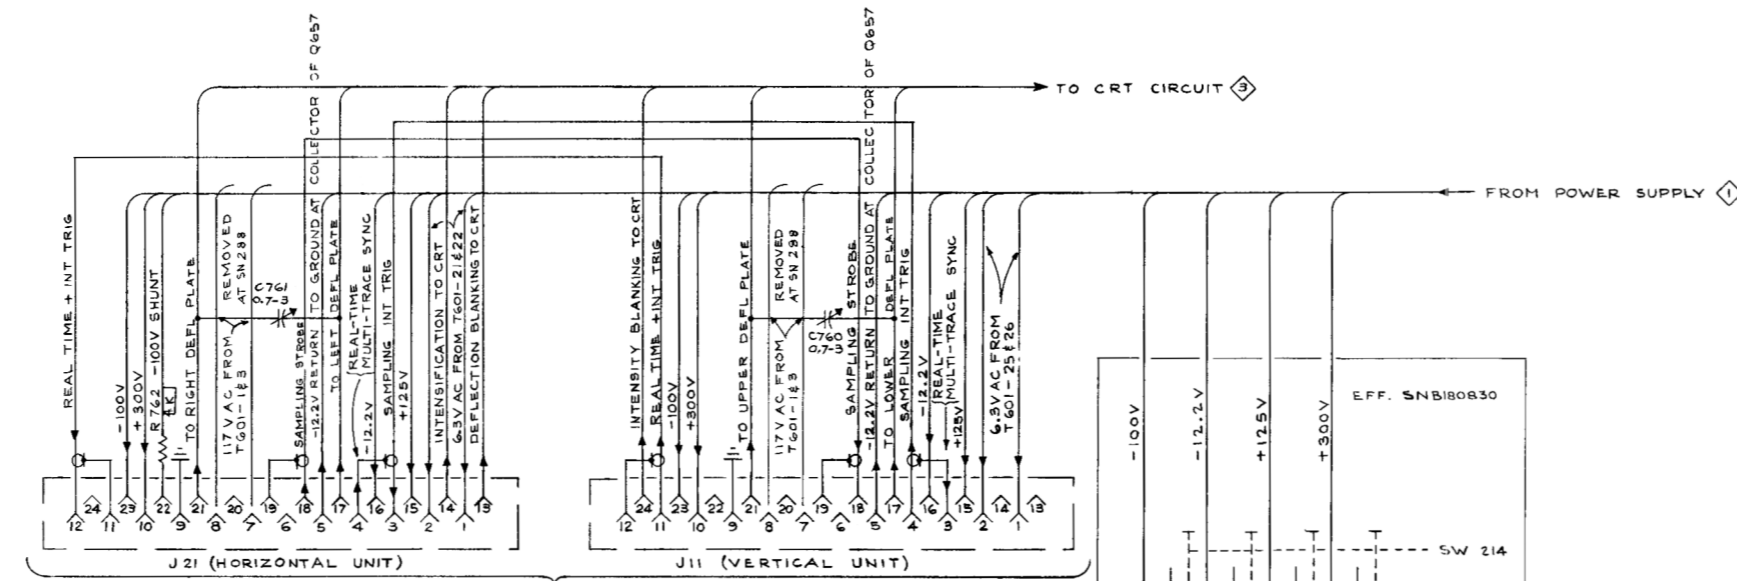 COLLECTOR OF Q657
COLLECTOR OF Q657
TO CRT CIRCUIT 3
FROM POWER SUPPLY 1
REAL TIME + INT TRIG
-100V
+300V
R762 -100V SHUNT
4K
TO RIGHT DEFL PLATE
117V AC FROM
T601-1&3
REMOVED
AT SN 288
C761
0.7-3
SAMPLING STROBE
-12.2V RETURN TO GROUND AT
TO LEFT DEFL PLATE
REAL-TIME
MULTI-TRACE SYNC
-12.2V
SAMPLING INT TRIG
+125V
INTENSIFICATION TO CRT
6.3V AC FROM T601-21&22
DEFLECTION BLANKING TO CRT
INTENSITY BLANKING TO CRT
REAL TIME +INT TRIG
-100V
+300V
TO UPPER DEFL PLATE
117V AC FROM
T601-1&3
REMOVED
AT SN 288
C760
0.7-3
SAMPLING STROBE
-12.2V RETURN TO GROUND AT
TO LOWER DEFL PLATE
SAMPLING INT TRIG
-12.2V
REAL-TIME
MULTI-TRACE SYNC
+125V
6.3V AC FROM
T601-25&26
EFF. SNB180830
-100V
-12.2V
+125V
+300V
24 23 22 21 20 19 18 17 16 15 14 13
12 11 10 9 8 7 6 5 4 3 2 1
24 23 22 21 20 19 18 17 16 15 14 13
12 11 10 9 8 7 6 5 4 3 2 1
SW 214
J21 (HORIZONTAL UNIT)
J11 (VERTICAL UNIT)